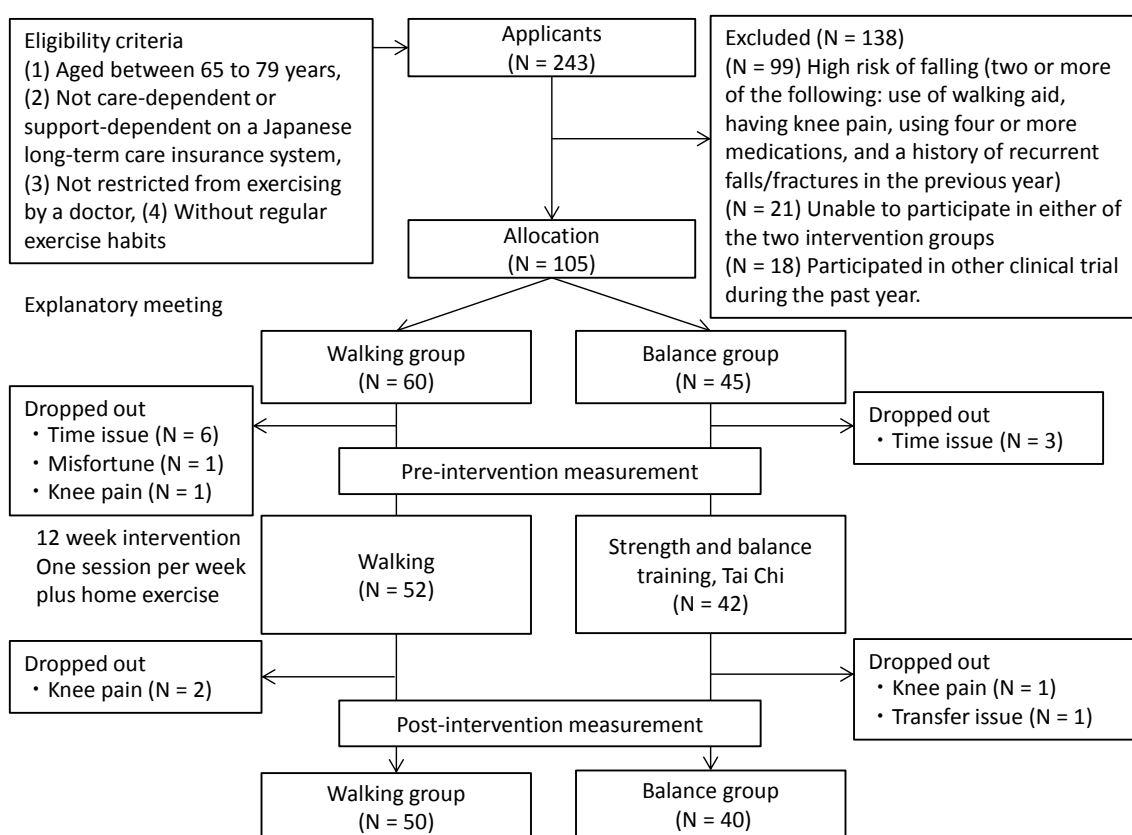 Eligibility criteria
(1) Aged between 65 to 79 years,
(2) Not care-dependent or
support-dependent on a Japanese
long-term care insurance system,
(3) Not restricted from exercising
by a doctor, (4) Without regular
exercise habits
Applicants
(N = 243)
Excluded (N = 138)
(N = 99) High risk of falling (two or more
of the following: use of walking aid,
having knee pain, using four or more
medications, and a history of recurrent
falls/fractures in the previous year)
(N = 21) Unable to participate in either of
the two intervention groups
(N = 18) Participated in other clinical trial
during the past year.
Allocation
(N = 105)
Explanatory meeting
Walking group
(N = 60)
Balance group
(N = 45)
Dropped out
・Time issue (N = 6)
・Misfortune (N = 1)
・Knee pain (N = 1)
Dropped out
・Time issue (N = 3)
Pre-intervention measurement
12 week intervention
One session per week
plus home exercise
Walking
(N = 52)
Strength and balance
training, Tai Chi
(N = 42)
Dropped out
・Knee pain (N = 2)
Dropped out
・Knee pain (N = 1)
・Transfer issue (N = 1)
Post-intervention measurement
Walking group
(N = 50)
Balance group
(N = 40)